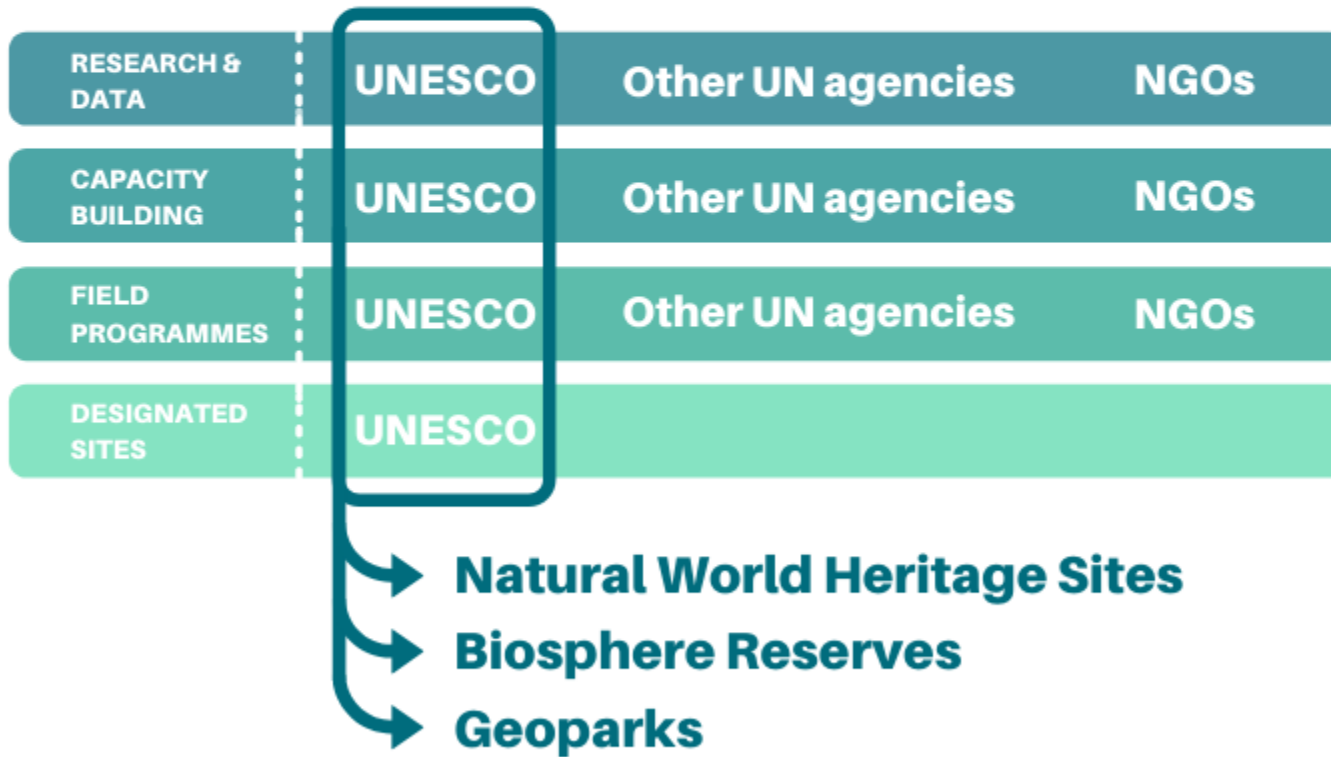 RESEARCH &
DATA
UNESCO Other UN agencies NGOs
CAPACITY
BUILDING
UNESCO Other UN agencies NGOs
FIELD
PROGRAMMES
UNESCO Other UN agencies NGOs
DESIGNATED
SITES
UNESCO
Natural World Heritage Sites
Biosphere Reserves
Geoparks